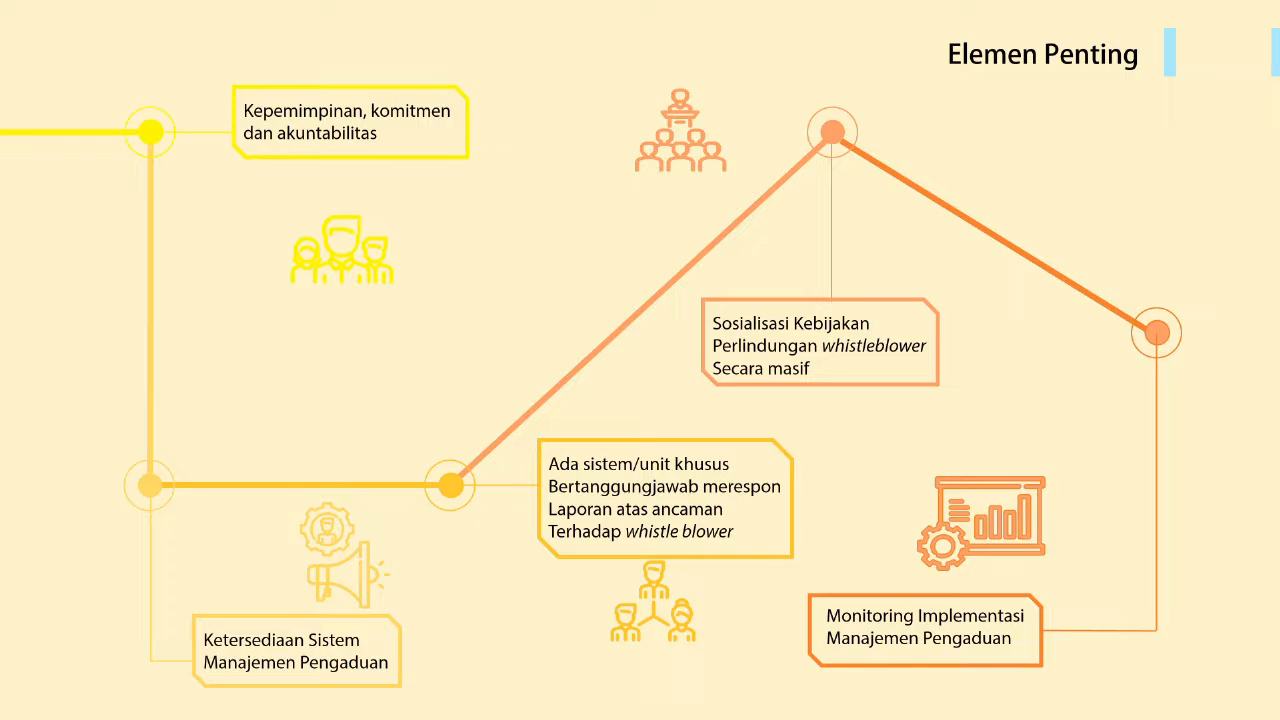 Elemen Penting
Kepemimpinan, komitmen
dan akuntabilitas
Ketersediaan Sistem
Manajemen Pengaduan
Ada sistem/unit khusus
Bertanggungjawab merespon
Laporan atas ancaman
Terhadap whistle blower
Sosialisasi Kebijakan
Perlindungan whistleblower
Secara masif
Monitoring Implementasi
Manajemen Pengaduan